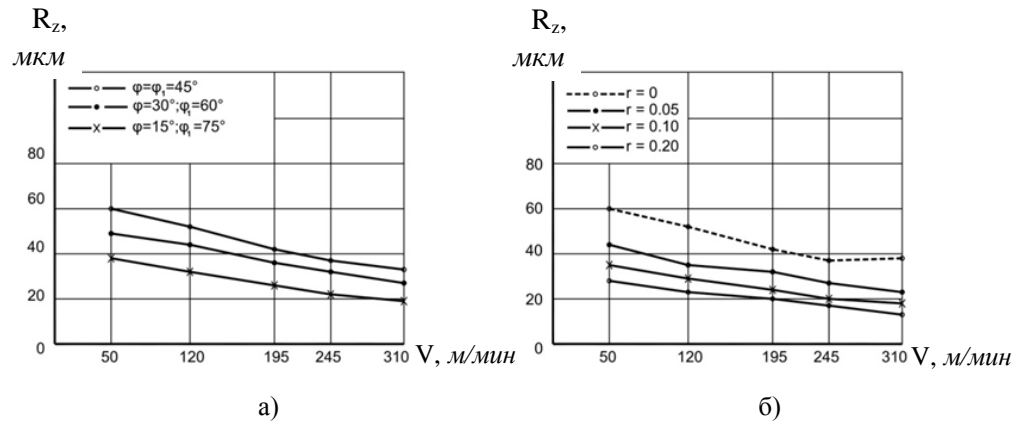 R_z,
мкм
φ=φ₁=45°
φ=30°;φ₁=60°
φ=15°;φ₁=75°
80
60
40
20
0
50 120 195 245 310 V, м/мин
а)
R_z,
мкм
r = 0
r = 0.05
r = 0.10
r = 0.20
80
60
40
20
0
50 120 195 245 310 V, м/мин
б)